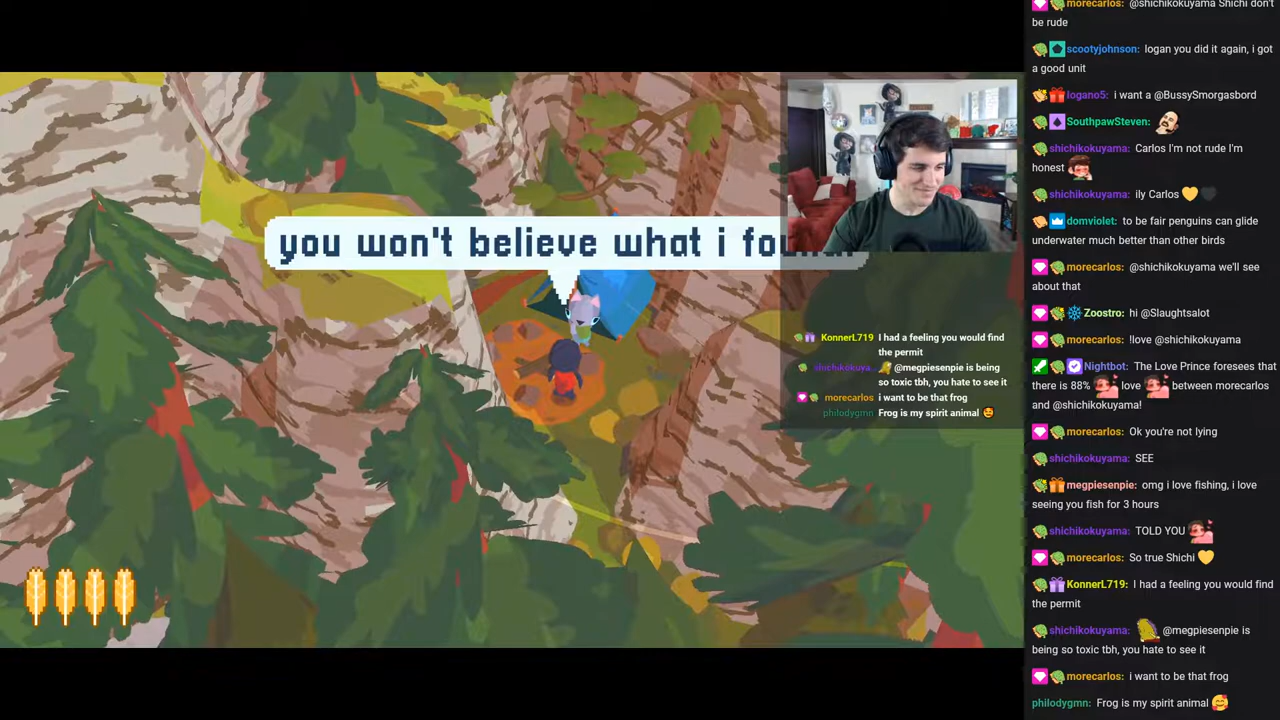 you won't believe what i
KonnerL719 I had a feeling you would find
the permit
shichikokuya... @megpiesenpie is being
so toxic tbh, you hate to see it
morecarlos i want to be that frog
philodygmn Frog is my spirit animal
morecarlos: @shichikokuyama Shichi don't
be rude
scootyjohnson: logan you did it again, i got
a good unit
logano5: i want a @BussySmorgasbord
SouthpawSteven:
shichikokuyama: Carlos I'm not rude I'm
honest
shichikokuyama: ily Carlos 💛🖤
domviolet: to be fair penguins can glide
underwater much better than other birds
morecarlos: @shichikokuyama we'll see
about that
Zoostro: hi @Slaughtsalot
morecarlos: !love @shichikokuyama
Nightbot: The Love Prince foresees that
there is 88% love between morecarlos
and @shichikokuyama!
morecarlos: Ok you're not lying
shichikokuyama: SEE
megpiesenpie: omg i love fishing, i love
seeing you fish for 3 hours
shichikokuyama: TOLD YOU
morecarlos: So true Shichi 💛
KonnerL719: I had a feeling you would find
the permit
shichikokuyama: @megpiesenpie is
being so toxic tbh, you hate to see it
morecarlos: i want to be that frog
philodygmn: Frog is my spirit animal 🥰